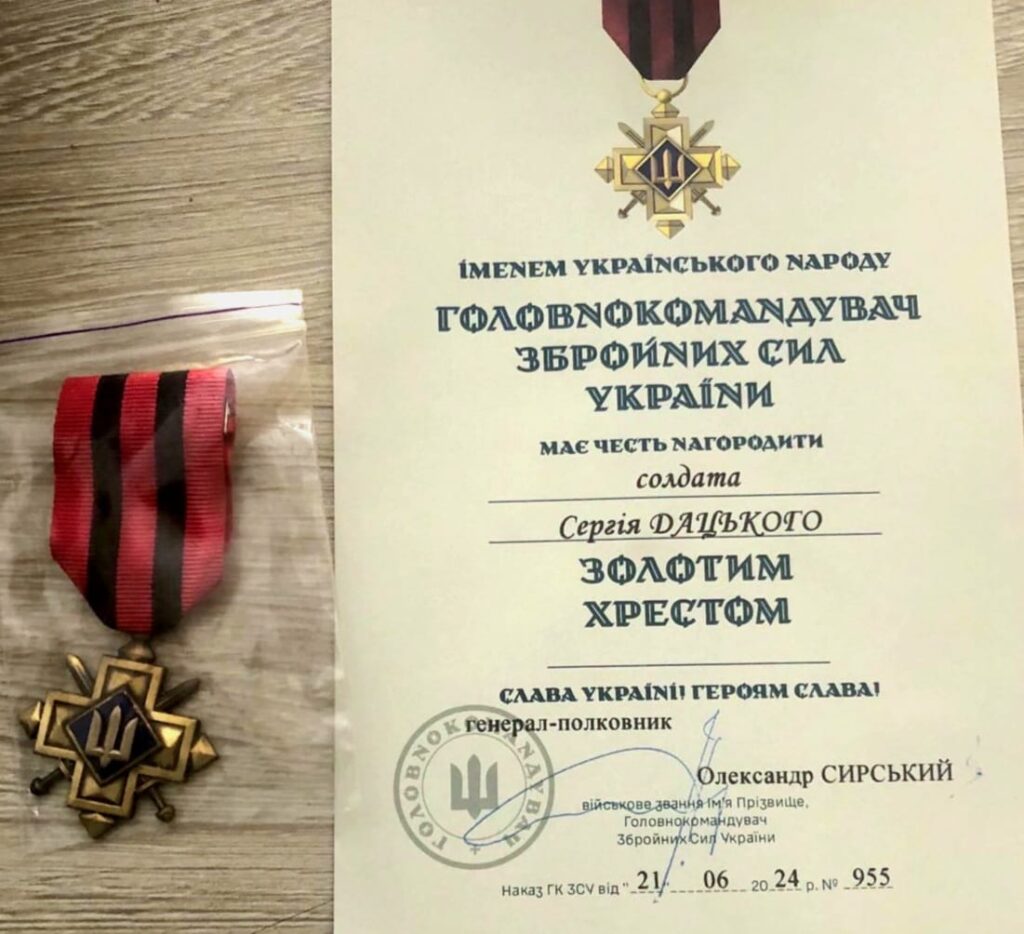 ІМЕНЕМ УКРАЇНСЬКОГО НАРОДУ
ГОЛОВНОКОМАНДУВАЧ
ЗБРОЙНИХ СИЛ
УКРАЇНИ
МАЄ ЧЕСТЬ НАГОРОДИТИ
солдата
Сергія ДАЦЬКОГО
ЗОЛОТИМ
ХРЕСТОМ
СЛАВА УКРАЇНІ! ГЕРОЯМ СЛАВА!
генерал-полковник
ГОЛОВНОКОМАНДУВАЧ
Олександр СИРСЬКИЙ
військове звання Ім'я Прізвище,
Головнокомандувач
Збройних Сил України
Наказ ГК ЗСУ від "21" 06 2024 р. № 955